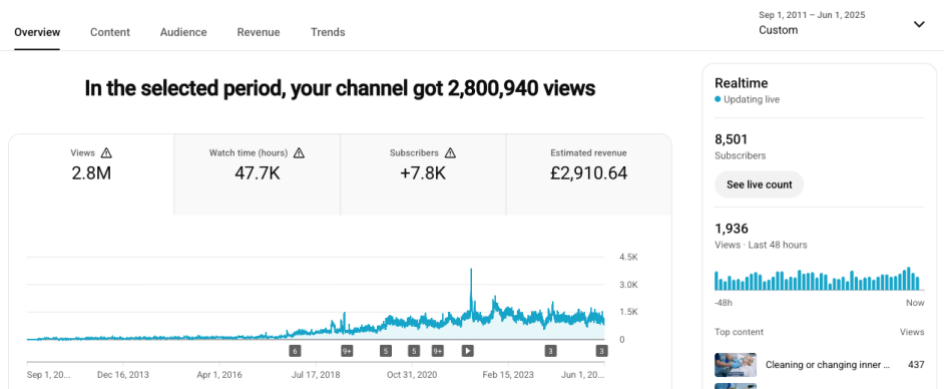 Overview Content Audience Revenue Trends
Sep 1, 2011 – Jun 1, 2025
Custom
In the selected period, your channel got 2,800,940 views
Views
2.8M
Watch time (hours)
47.7K
Subscribers
+7.8K
Estimated revenue
£2,910.64
4.5K
3.0K
1.5K
0
6 9+ 5 5 9+ 3 3
Sep 1, 20... Dec 16, 2013 Apr 1, 2016 Jul 17, 2018 Oct 31, 2020 Feb 15, 2023 Jun 1, 20...
Realtime
Updating live
8,501
Subscribers
See live count
1,936
Views · Last 48 hours
-48h Now
Top content Views
Cleaning or changing inner ... 437